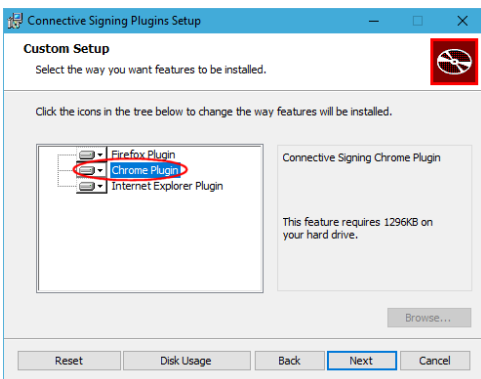 Connective Signing Plugins Setup
Custom Setup
Select the way you want features to be installed.
Click the icons in the tree below to change the way features will be installed.
Firefox Plugin
Chrome Plugin
Internet Explorer Plugin
Connective Signing Chrome Plugin
This feature requires 1296KB on
your hard drive.
Browse...
Reset
Disk Usage
Back
Next
Cancel